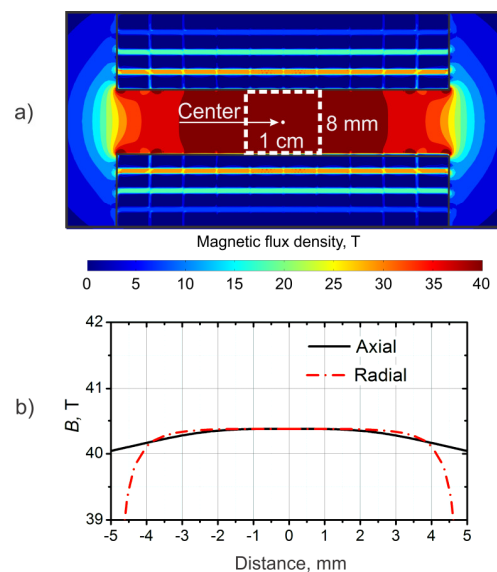 a)
Center
1 cm
8 mm
Magnetic flux density, T
0 5 10 15 20 25 30 35 40
b)
B, T
42
41
40
39
Axial
Radial
-5 -4 -3 -2 -1 0 1 2 3 4 5
Distance, mm